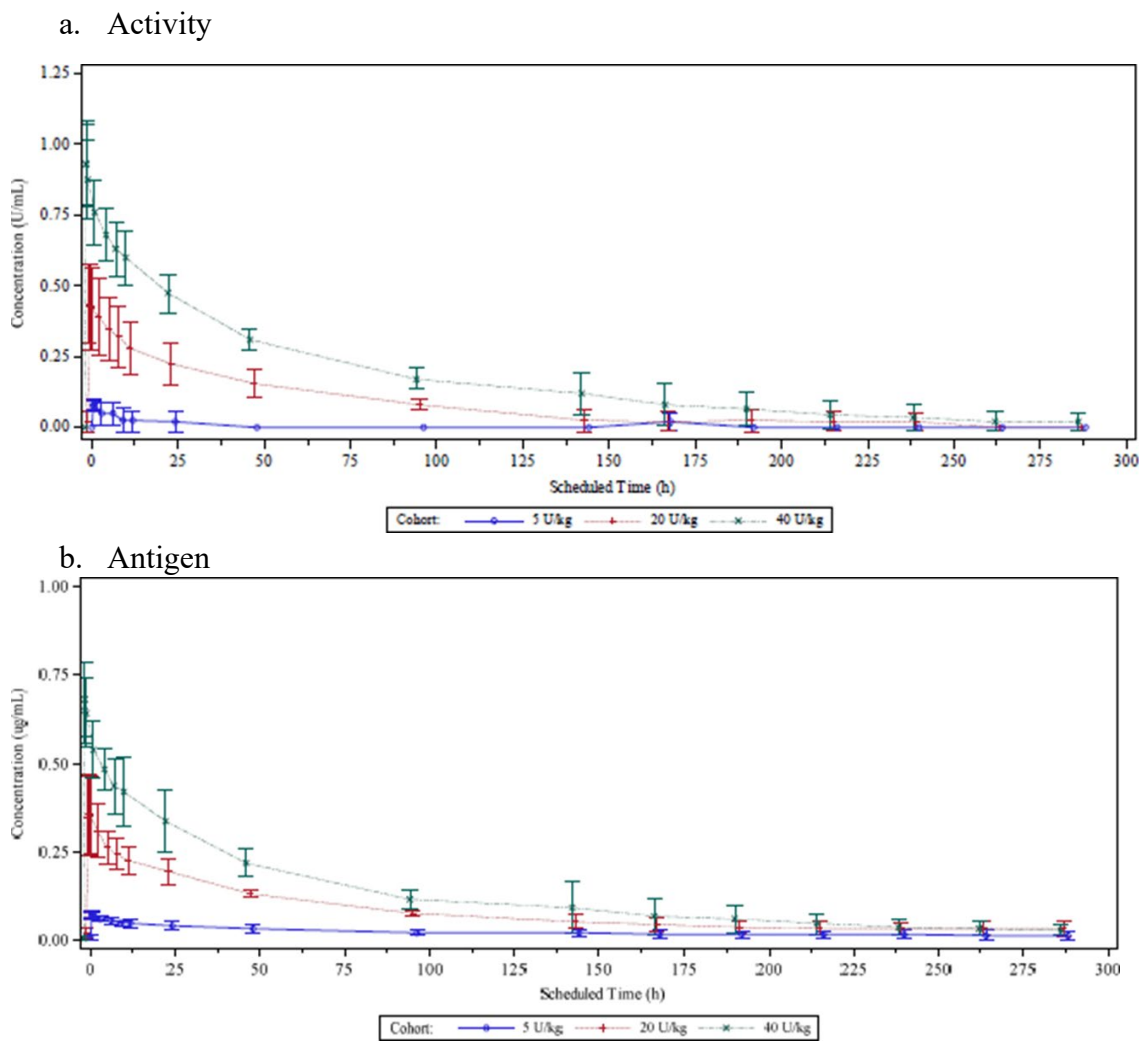 a. Activity
1.25
1.00
0.75
0.50
0.25
0.00
Concentration (U/mL)
0 25 50 75 100 125 150 175 200 225 250 275 300
Scheduled Time (h)
Cohort: 5 U/kg 20 U/kg 40 U/kg
b. Antigen
1.00
0.75
0.50
0.25
0.00
Concentration (ug/mL)
0 25 50 75 100 125 150 175 200 225 250 275 300
Scheduled Time (h)
Cohort: 5 U/kg 20 U/kg 40 U/kg